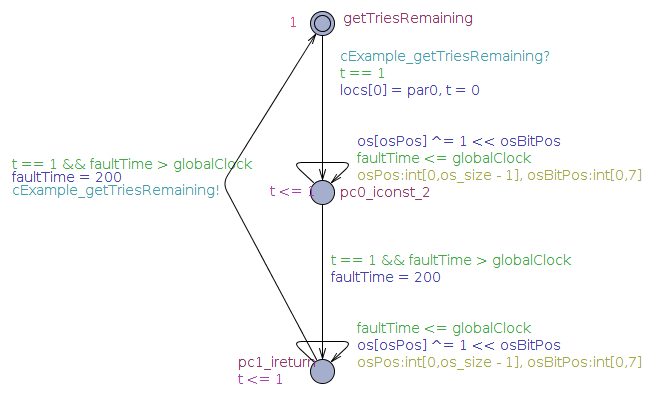 1
getTriesRemaining
cExample_getTriesRemaining?
t == 1
locs[0] = par0, t = 0
os[osPos] ^= 1 << osBitPos
faultTime <= globalClock
osPos:int[0,os_size - 1], osBitPos:int[0,7]
t == 1 && faultTime > globalClock
faultTime = 200
cExample_getTriesRemaining!
t <= 1
pc0_iconst_2
t == 1 && faultTime > globalClock
faultTime = 200
faultTime <= globalClock
os[osPos] ^= 1 << osBitPos
osPos:int[0,os_size - 1], osBitPos:int[0,7]
pc1_ireturn
t <= 1